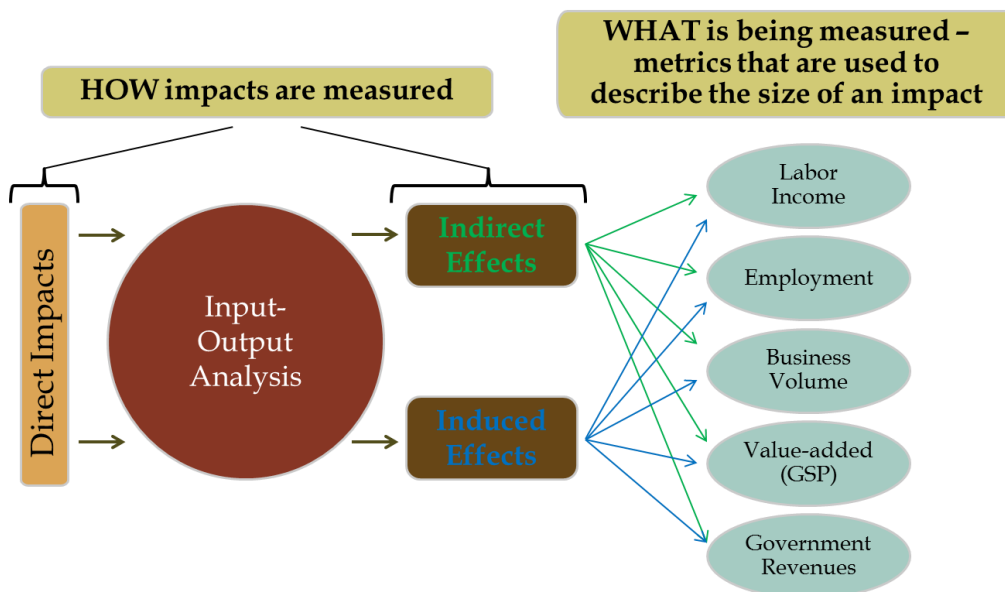 HOW impacts are measured
WHAT is being measured –
metrics that are used to
describe the size of an impact
Direct Impacts
Input-
Output
Analysis
Indirect
Effects
Induced
Effects
Labor
Income
Employment
Business
Volume
Value-added
(GSP)
Government
Revenues